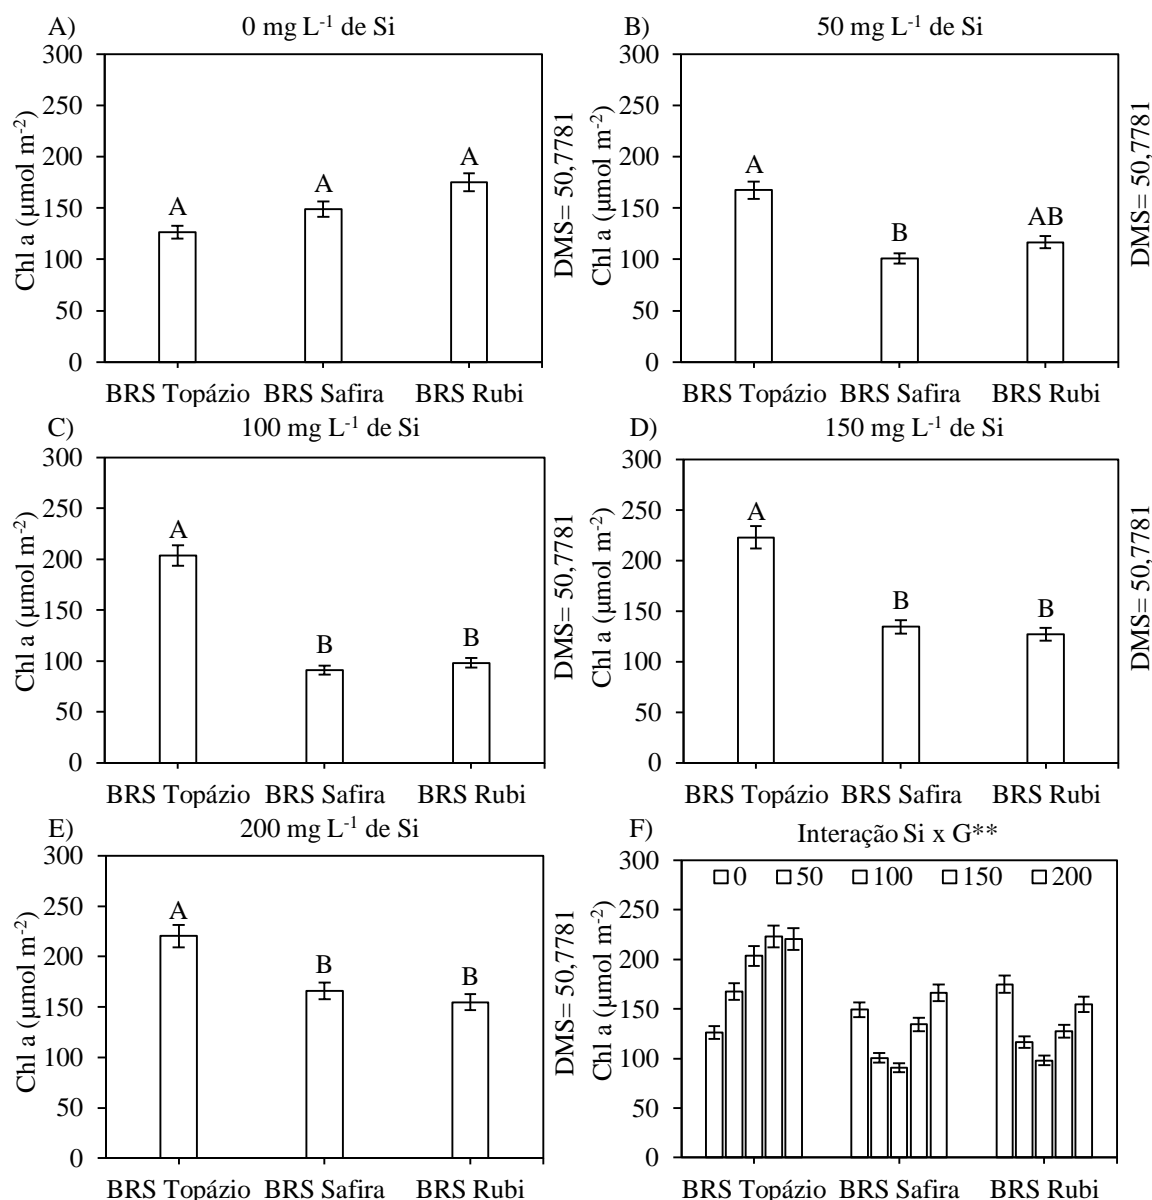 A)
0 mg L⁻¹ de Si
300
250
200
150
100
50
0
Chl a (μmol m⁻²)
A
A
A
DMS= 50,7781
BRS Topázio BRS Safira BRS Rubi
B)
50 mg L⁻¹ de Si
300
250
200
150
100
50
0
Chl a (μmol m⁻²)
A
B
AB
DMS= 50,7781
BRS Topázio BRS Safira BRS Rubi
C)
100 mg L⁻¹ de Si
300
250
200
150
100
50
0
Chl a (μmol m⁻²)
A
B
B
DMS= 50,7781
BRS Topázio BRS Safira BRS Rubi
D)
150 mg L⁻¹ de Si
300
250
200
150
100
50
0
Chl a (μmol m⁻²)
A
B
B
DMS= 50,7781
BRS Topázio BRS Safira BRS Rubi
E)
200 mg L⁻¹ de Si
300
250
200
150
100
50
0
Chl a (μmol m⁻²)
A
B
B
DMS= 50,7781
BRS Topázio BRS Safira BRS Rubi
F)
Interação Si x G**
0 50 100 150 200
300
250
200
150
100
50
0
Chl a (μmol m⁻²)
BRS Topázio BRS Safira BRS Rubi